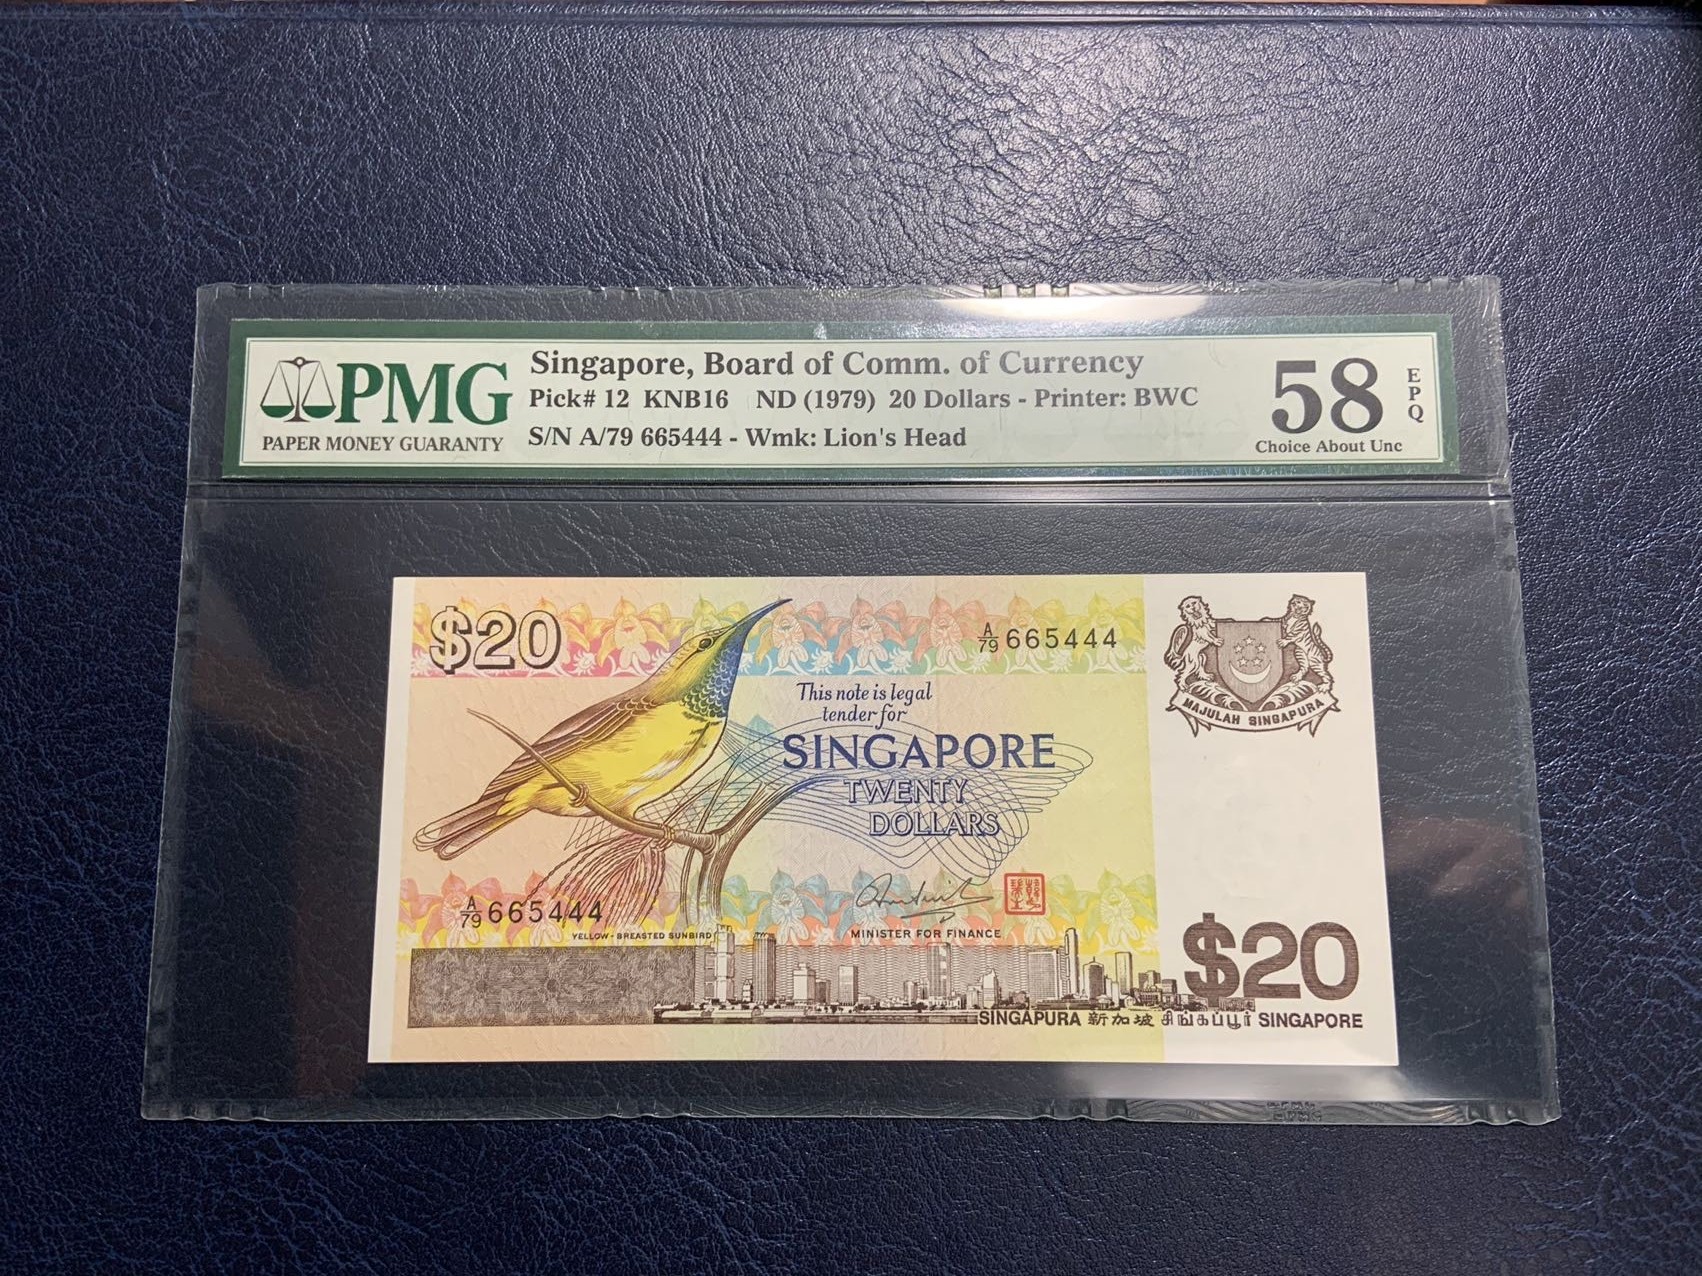 PMG
PAPER MONEY GUARANTY
Singapore, Board of Comm. of Currency
Pick# 12 KNB16 ND (1979) 20 Dollars - Printer: BWC
S/N A/79 665444 - Wmk: Lion's Head
58
EPQ
Choice About Unc
$20
A/79 665444
This note is legal
tender for
SINGAPORE
TWENTY
DOLLARS
MAJULAH SINGAPURA
A/79 665444
YELLOW-BREASTED SUNBIRD
MINISTER FOR FINANCE
$20
SINGAPURA 新加坡 சிங்கப்பூர் SINGAPORE